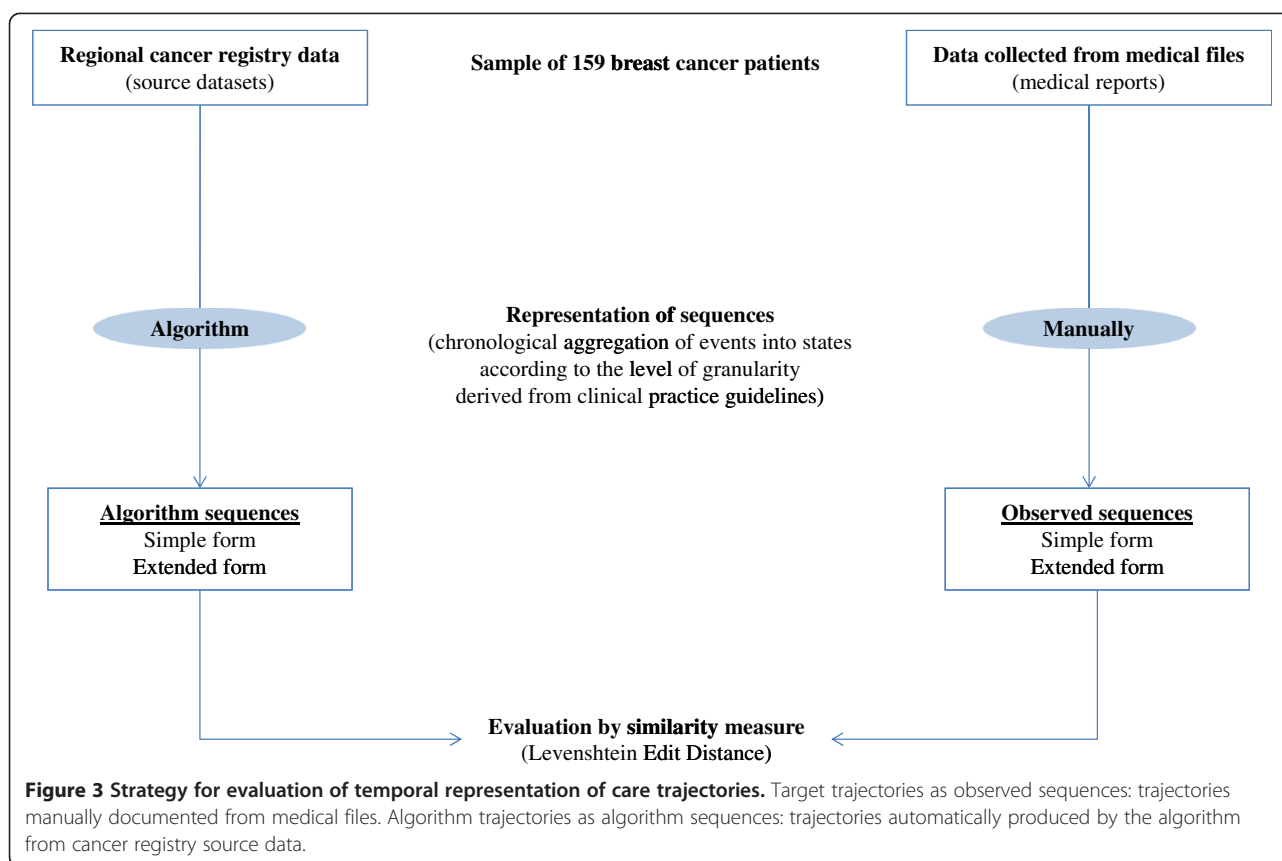 Regional cancer registry data
(source datasets)
Sample of 159 breast cancer patients
Data collected from medical files
(medical reports)
Algorithm
Representation of sequences
(chronological aggregation of events into states
according to the level of granularity
derived from clinical practice guidelines)
Manually
Algorithm sequences
Simple form
Extended form
Observed sequences
Simple form
Extended form
Evaluation by similarity measure
(Levenshtein Edit Distance)
Figure 3 Strategy for evaluation of temporal representation of care trajectories. Target trajectories as observed sequences: trajectories
manually documented from medical files. Algorithm trajectories as algorithm sequences: trajectories automatically produced by the algorithm
from cancer registry source data.